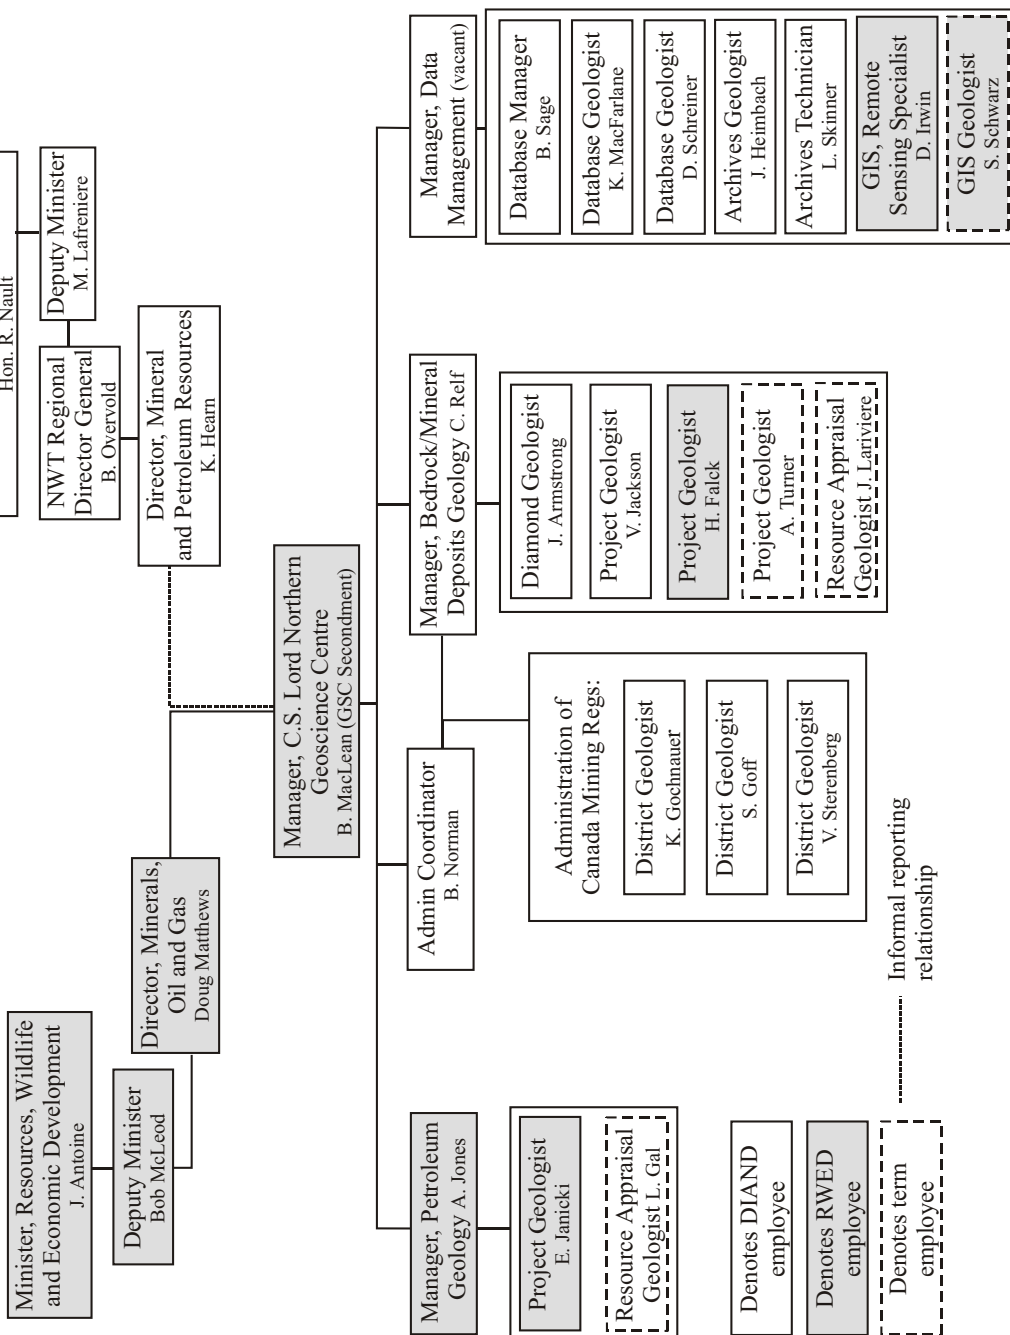 Minister, Resources, Wildlife
and Economic Development
J. Antoine
Deputy Minister
Bob McLeod
Director, Minerals,
Oil and Gas
Doug Matthews
Hon. R. Nault
Deputy Minister
M. Lafreniere
NWT Regional
Director General
B. Overvold
Director, Mineral
and Petroleum Resources
K. Hearn
Manager, C.S. Lord Northern
Geoscience Centre
B. MacLean (GSC Secondment)
Manager, Petroleum
Geology A. Jones
Project Geologist
E. Janicki
Resource Appraisal
Geologist L. Gal
Admin Coordinator
B. Norman
Administration of
Canada Mining Regs:
District Geologist
K. Gochnauer
District Geologist
S. Goff
District Geologist
V. Sterenberg
Manager, Bedrock/Mineral
Deposits Geology C. Relf
Diamond Geologist
J. Armstrong
Project Geologist
V. Jackson
Project Geologist
H. Falck
Project Geologist
A. Turner
Resource Appraisal
Geologist J. Lariviere
Manager, Data
Management (vacant)
Database Manager
B. Sage
Database Geologist
K. MacFarlane
Database Geologist
D. Schreiner
Archives Geologist
J. Heimbach
Archives Technician
L. Skinner
GIS, Remote
Sensing Specialist
D. Irwin
GIS Geologist
S. Schwarz
Denotes DIAND
employee
Denotes RWED
employee
Denotes term
employee
Informal reporting
relationship